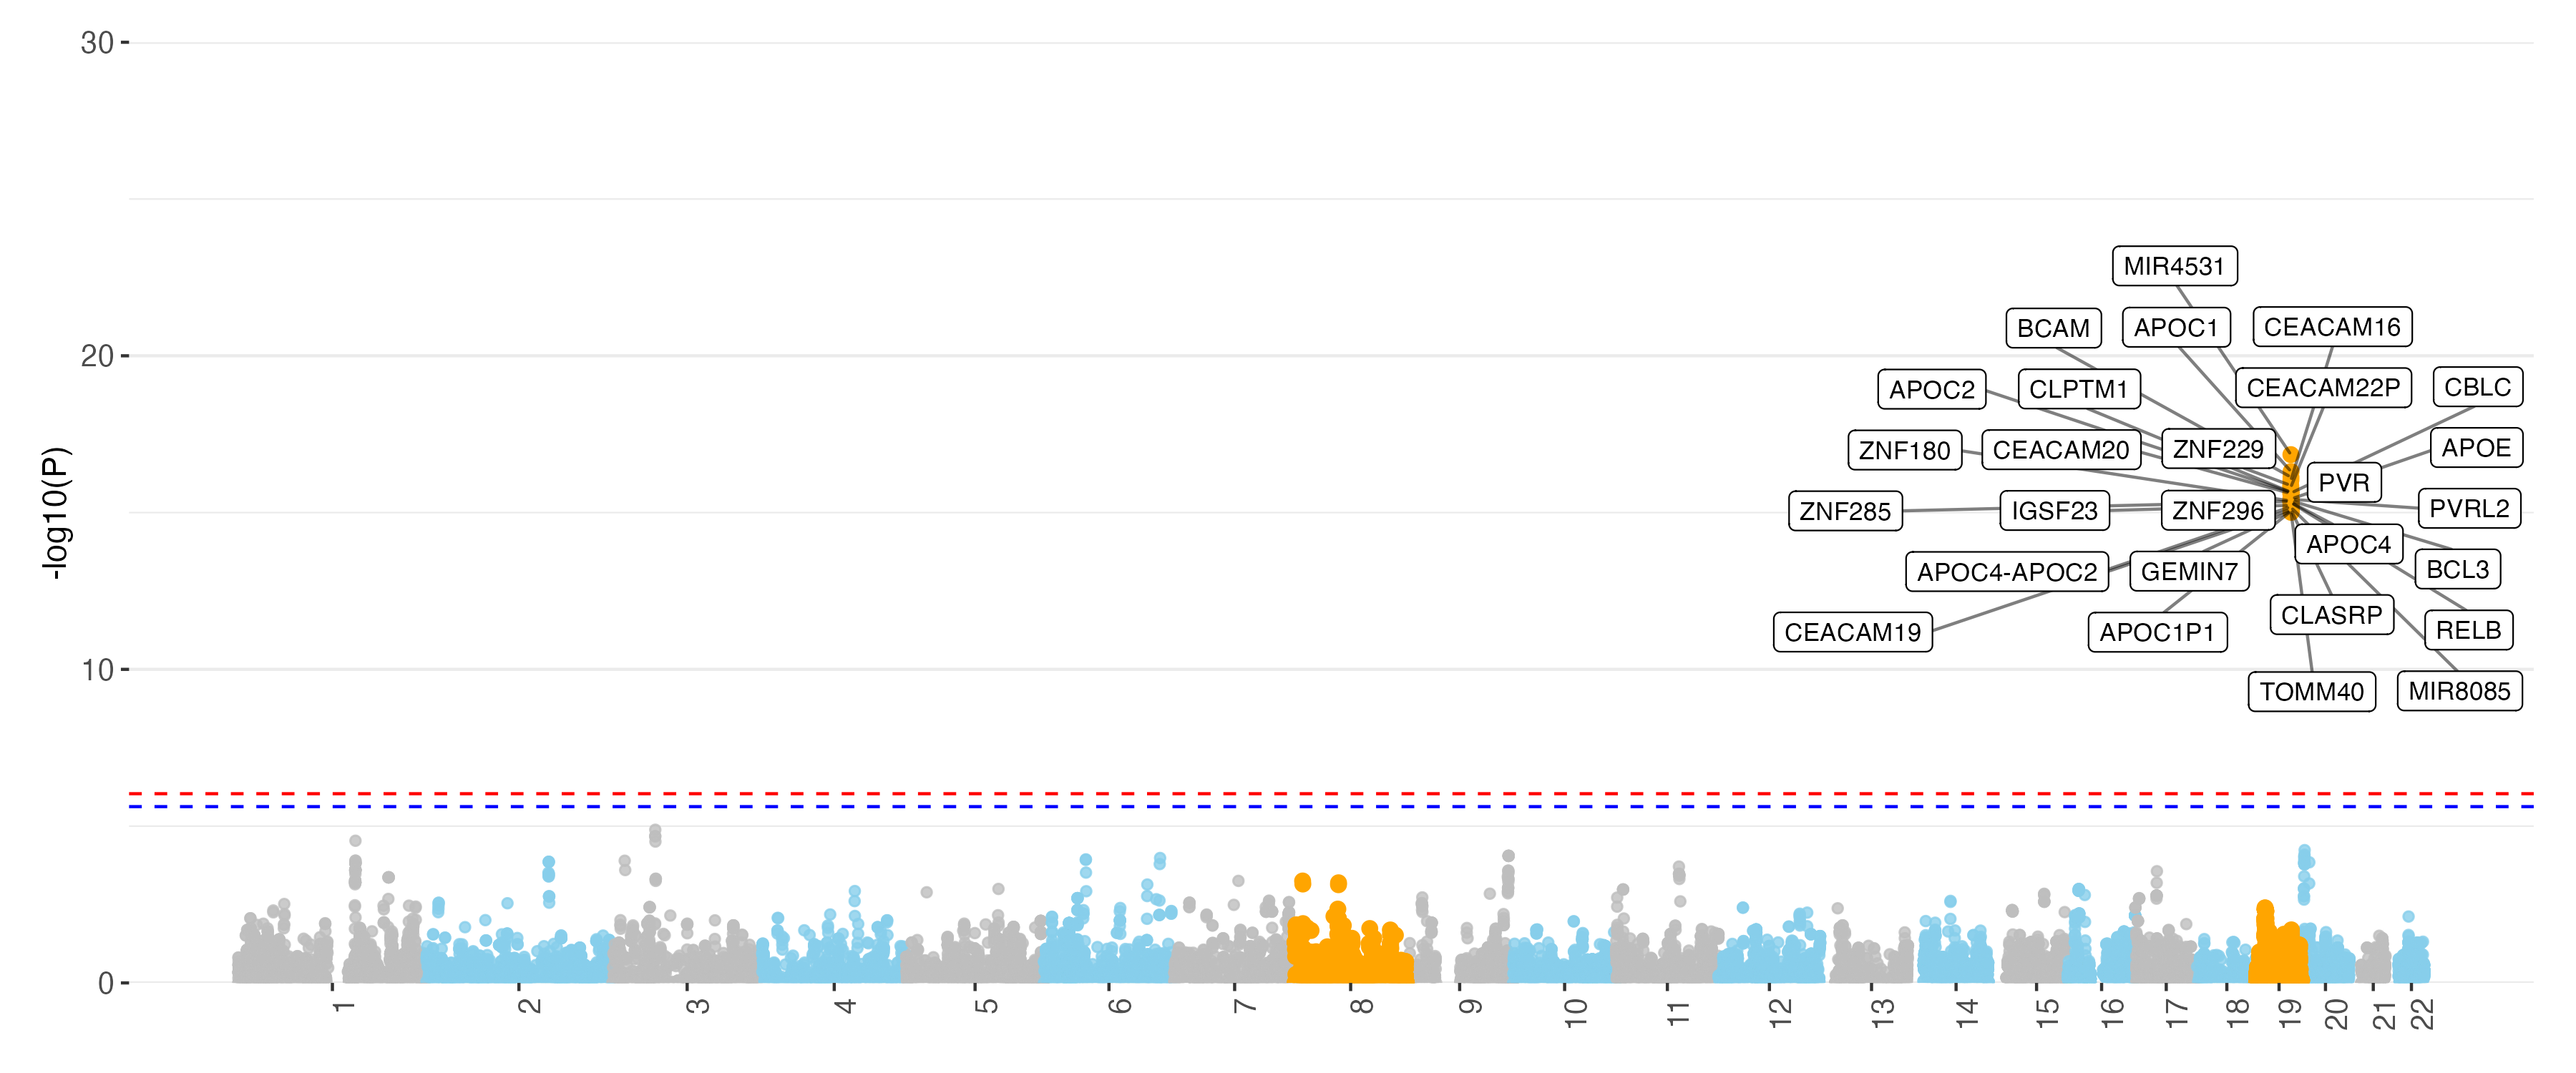 30
MIR4531
BCAM
APOC1
CEACAM16
20
APOC2
CLPTM1
CEACAM22P
CBLC
ZNF180
CEACAM20
ZNF229
APOE
PVR
-log10(P)
ZNF285
IGSF23
ZNF296
PVRL2
APOC4
APOC4-APOC2
GEMIN7
BCL3
CLASRP
CEACAM19
APOC1P1
RELB
10
TOMM40
MIR8085
0
1 2 3 4 5 6 7 8 9 10 11 12 13 14 15 16 17 18 19 20 21 22